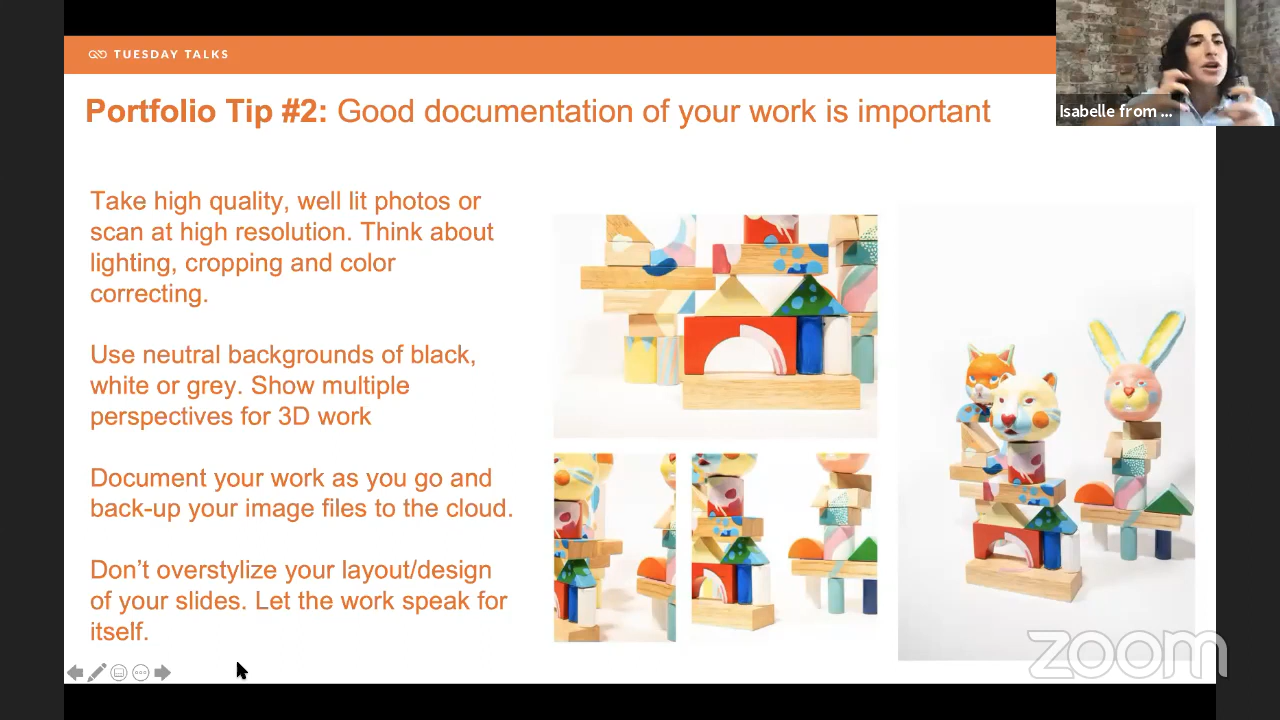 TUESDAY TALKS
Isabelle from ...
Portfolio Tip #2: Good documentation of your work is important
Take high quality, well lit photos or
scan at high resolution. Think about
lighting, cropping and color
correcting.
Use neutral backgrounds of black,
white or grey. Show multiple
perspectives for 3D work
Document your work as you go and
back-up your image files to the cloud.
Don’t overstylize your layout/design
of your slides. Let the work speak for
itself.
zoom